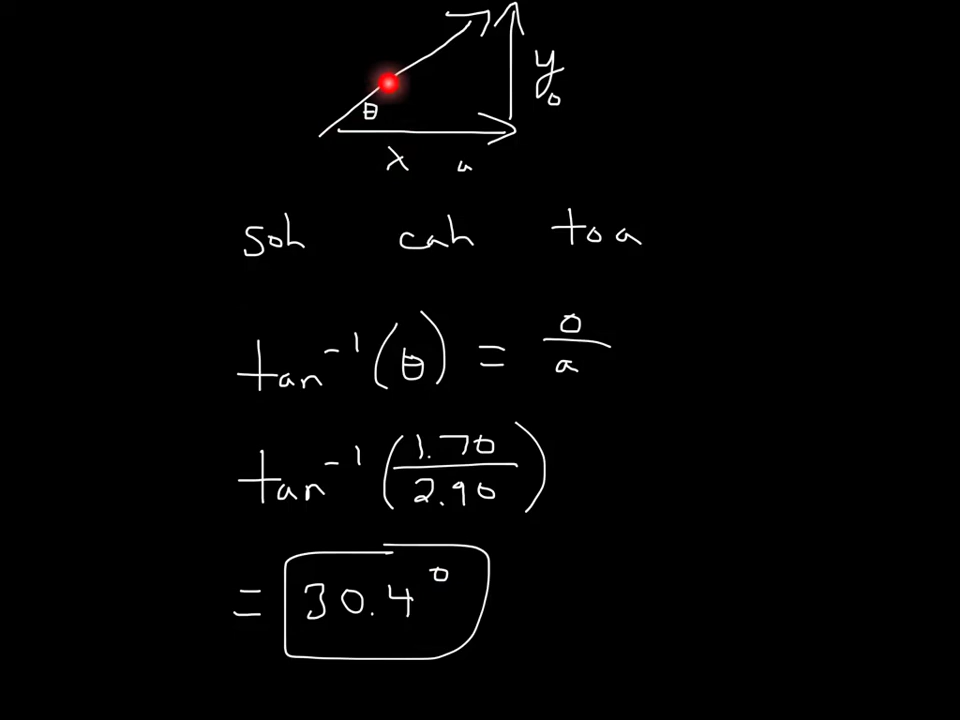 y
o
θ
x a
soh cah toa
tan⁻¹(θ) = o/a
tan⁻¹(1.70/2.90)
= 30.4°